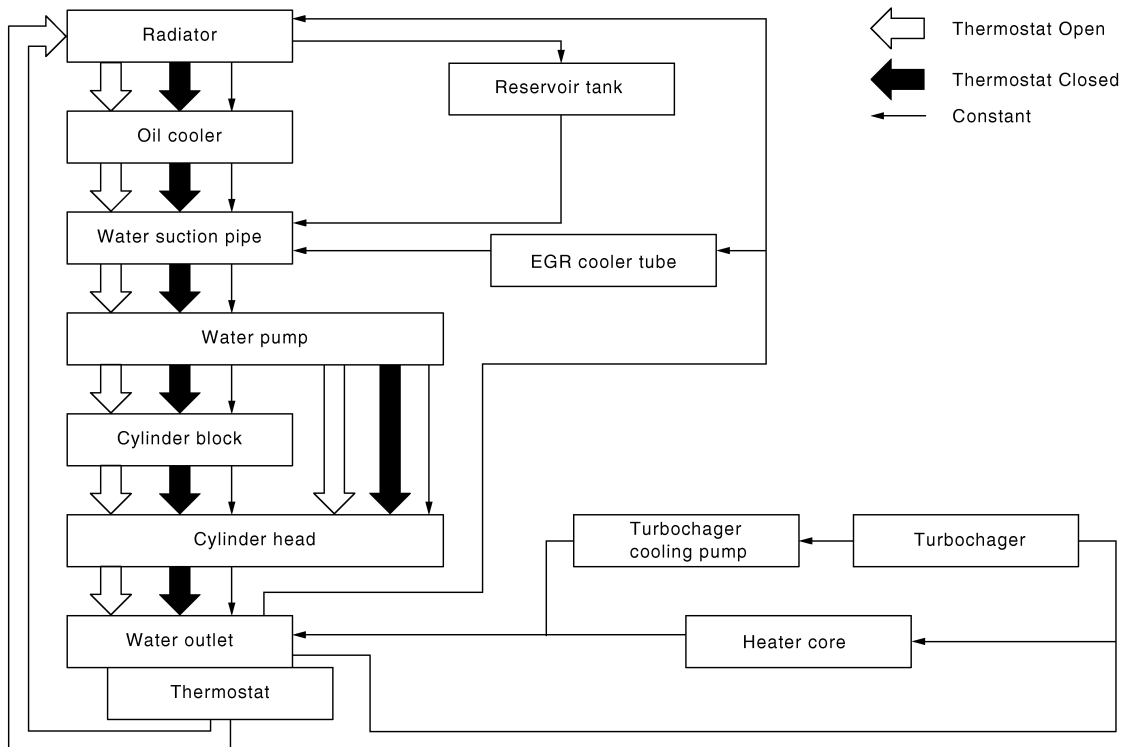 Radiator
Thermostat Open
Reservoir tank
Thermostat Closed
Constant
Oil cooler
Water suction pipe
EGR cooler tube
Water pump
Cylinder block
Cylinder head
Turbochager
cooling pump
Turbochager
Water outlet
Heater core
Thermostat